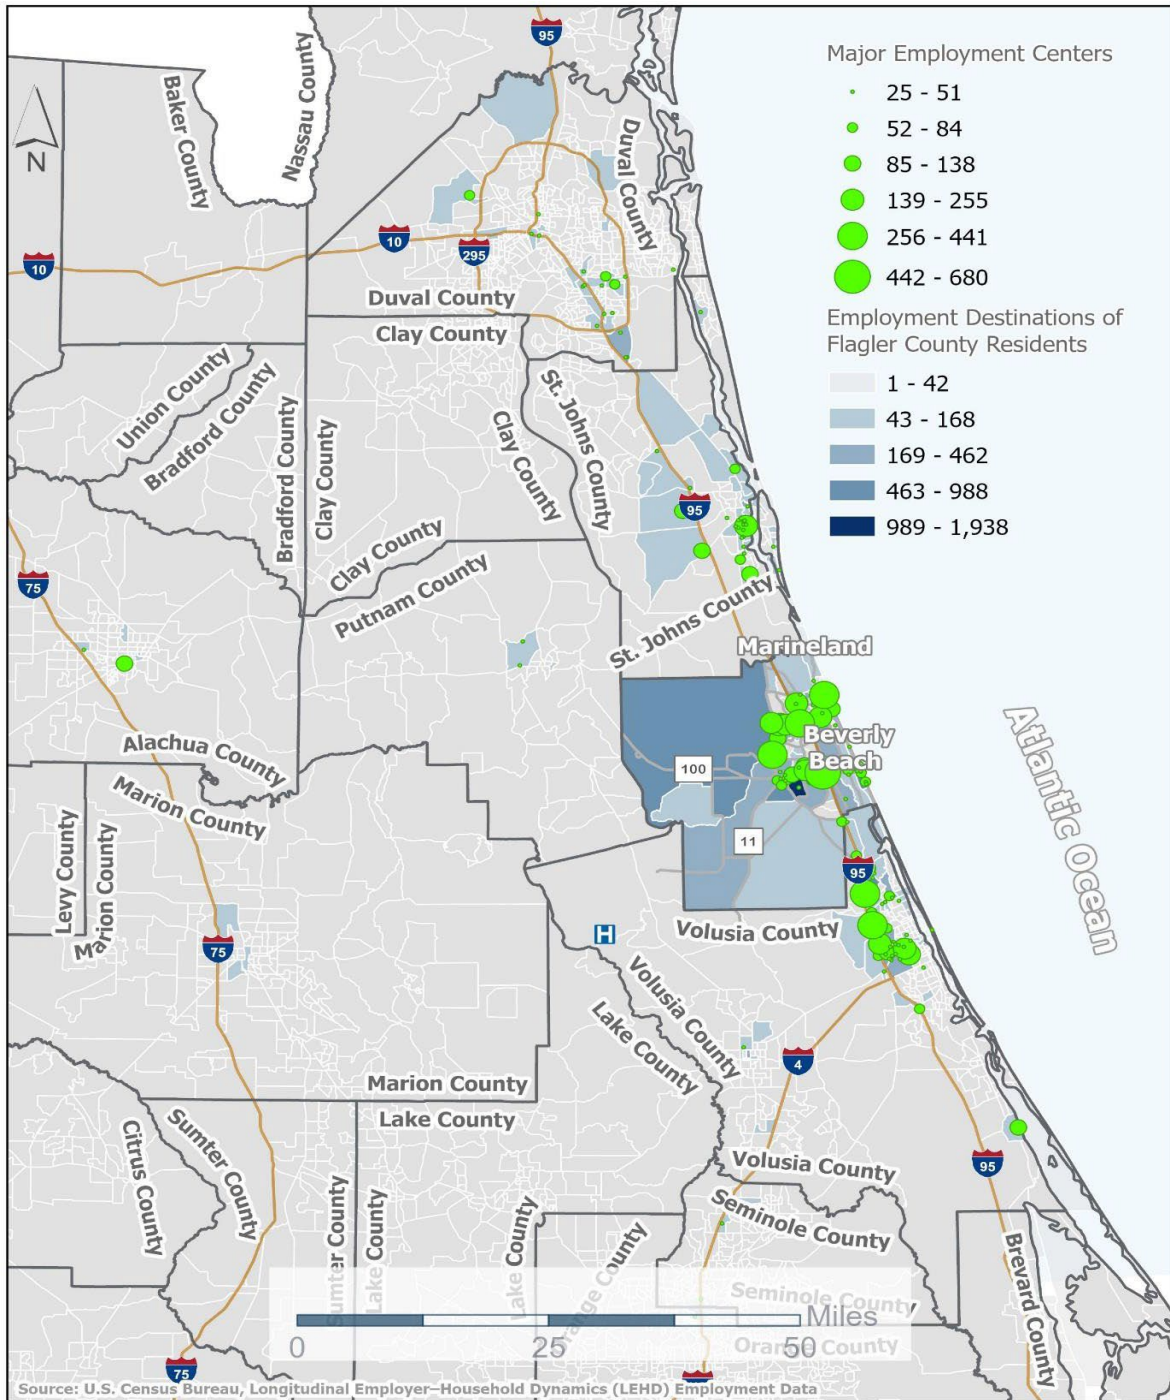 Major Employment Centers
25 - 51
52 - 84
85 - 138
139 - 255
256 - 441
442 - 680
Employment Destinations of
Flagler County Residents
1 - 42
43 - 168
169 - 462
463 - 988
989 - 1,938
N
95
Baker County
Nassau County
Duval County
10
10
295
Duval County
Clay County
Union County
Bradford County
Bradford County
Clay County
Clay County
St. Johns County
95
Clay County
Putnam County
75
St. Johns County
Marineland
Beverly
Beach
Atlantic Ocean
100
11
Alachua County
Marion County
Levy County
Marion County
Marion County
75
95
Volusia County
H
Volusia County
Lake County
4
Marion County
Lake County
Citrus County
Sumter County
Sumter County
Lake County
Lake County
Orange County
Volusia County
Seminole County
95
Brevard County
Seminole County
Orange County
Miles
0
25
50
75
Source: U.S. Census Bureau, Longitudinal Employer–Household Dynamics (LEHD) Employment Data